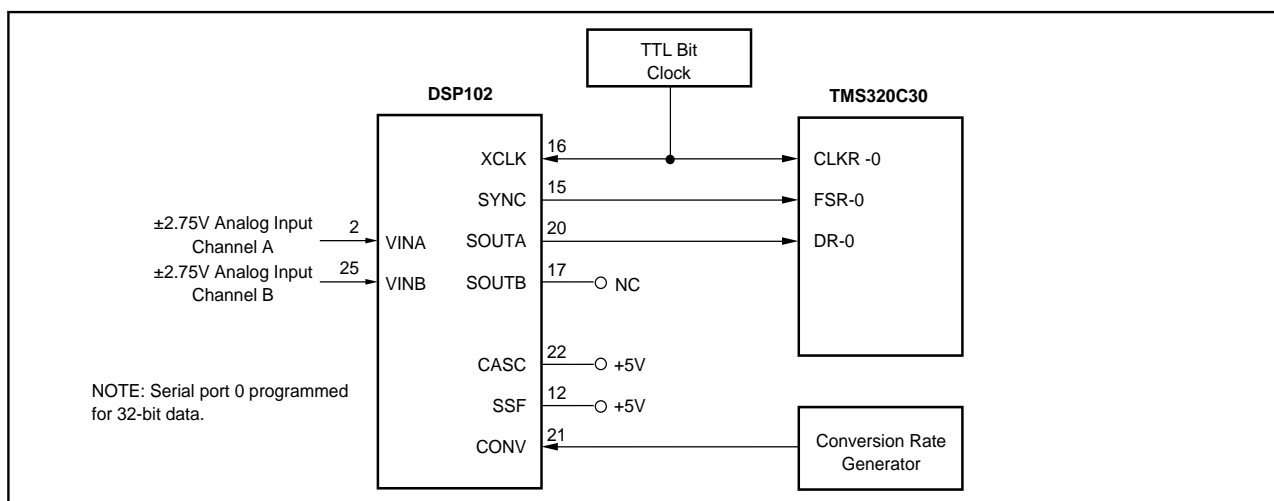 TTL Bit
Clock
DSP102
TMS320C30
XCLK
16
CLKR -0
SYNC
15
FSR-0
±2.75V Analog Input
Channel A
2
VINA
SOUTA
20
DR-0
±2.75V Analog Input
Channel B
25
VINB
SOUTB
17
NC
CASC
22
+5V
NOTE: Serial port 0 programmed
for 32-bit data.
SSF
12
+5V
CONV
21
Conversion Rate
Generator